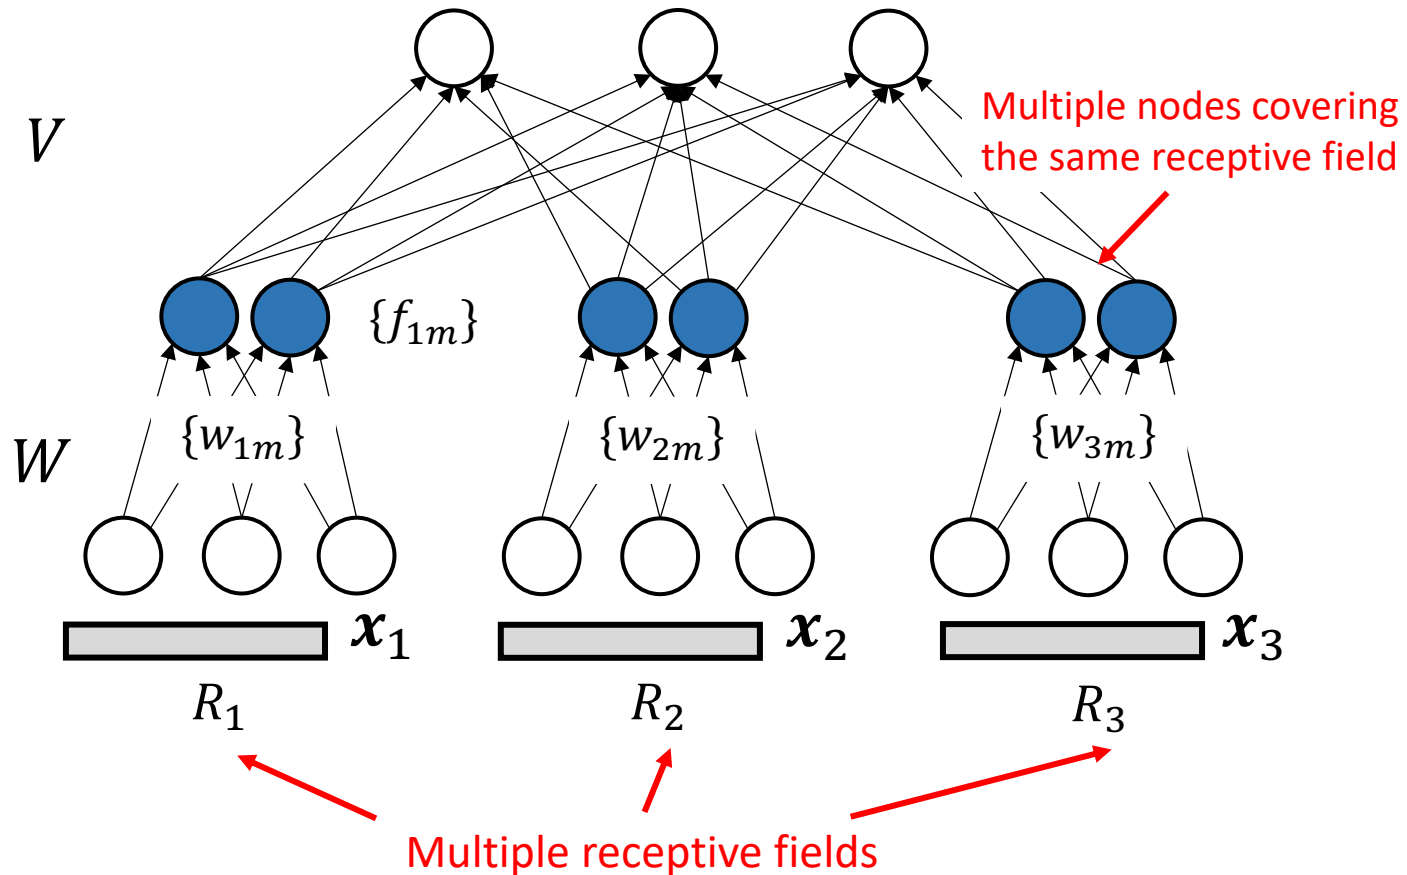 V
Multiple nodes covering
the same receptive field
{f₁ₘ}
W
{w₁ₘ} {w₂ₘ} {w₃ₘ}
x₁ x₂ x₃
R₁ R₂ R₃
Multiple receptive fields